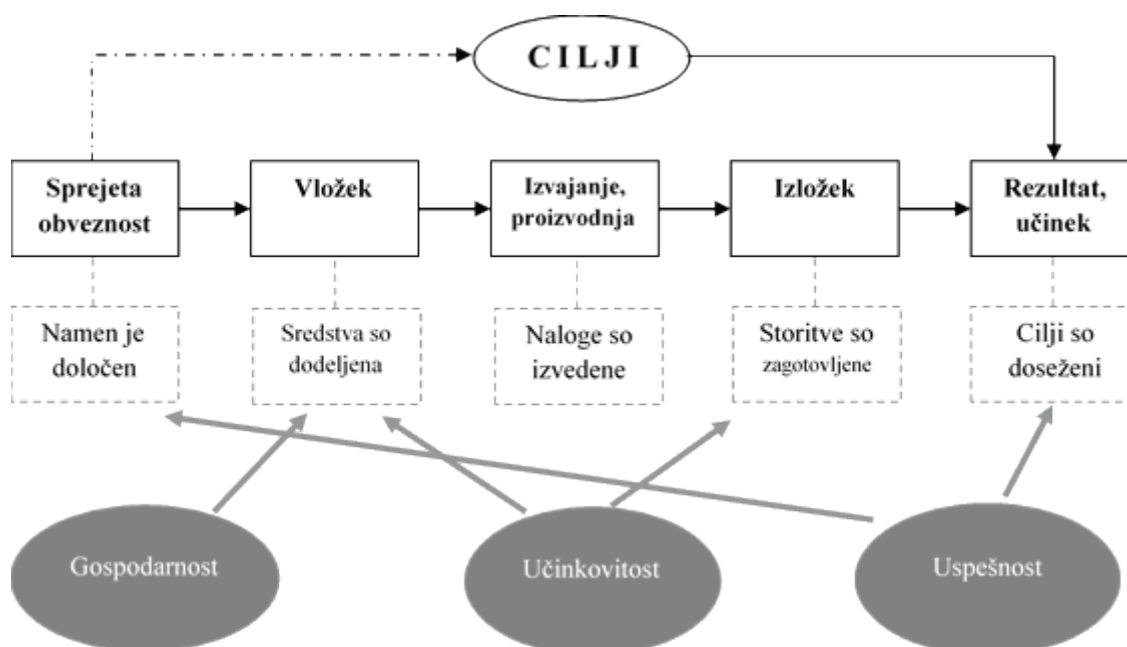 CILJI
Sprejeta
obveznost
Vložek
Izvajanje,
proizvodnja
Izložek
Rezultat,
učinek
Namen je
določen
Sredstva so
dodeljena
Naloge so
izvedene
Storitve so
zagotovljene
Cilji so
doseženi
Gospodarnost
Učinkovitost
Uspešnost